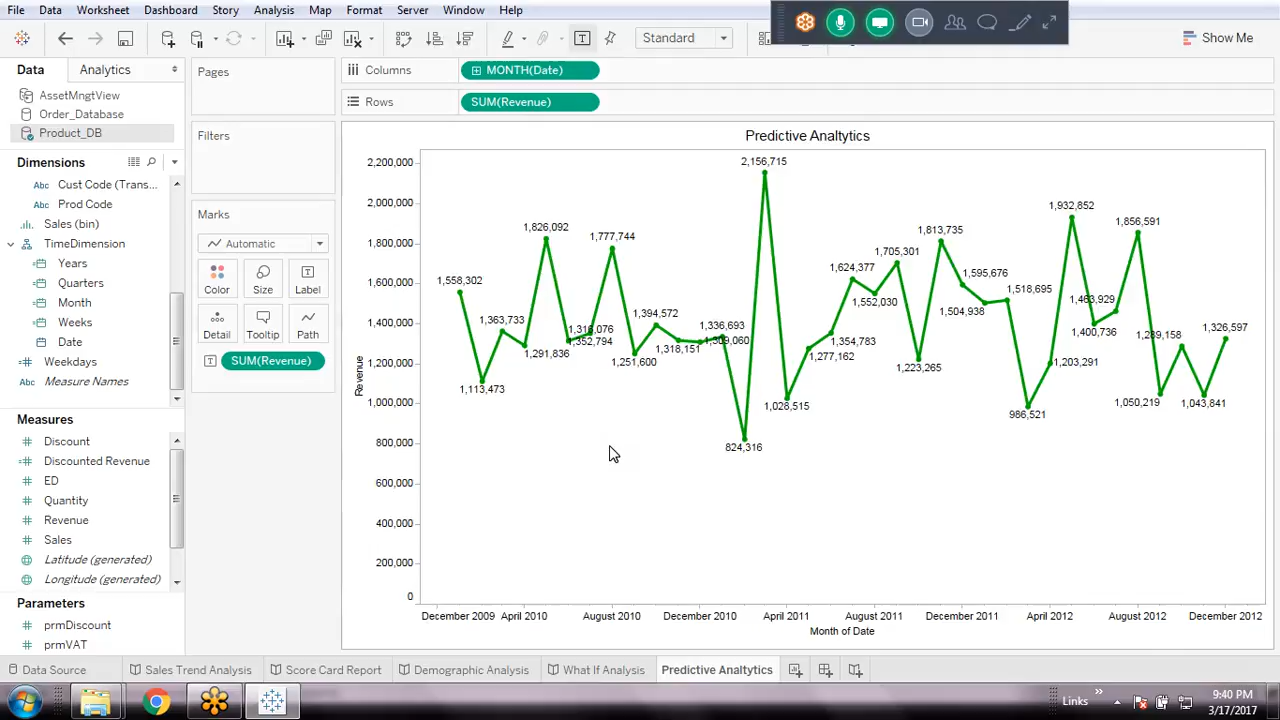 File Data Worksheet Dashboard Story Analysis Map Format Server Window Help
Standard
Show Me
Data Analytics
AssetMngtView
Order_Database
Product_DB
Dimensions
Cust Code (Trans...
Prod Code
Sales (bin)
TimeDimension
Years
Quarters
Month
Weeks
Date
Weekdays
Measure Names
Measures
Discount
Discounted Revenue
ED
Quantity
Revenue
Sales
Latitude (generated)
Longitude (generated)
Parameters
prmDiscount
prmVAT
Pages
Filters
Marks
Automatic
Color Size Label
Detail Tooltip Path
SUM(Revenue)
Columns MONTH(Date)
Rows SUM(Revenue)
Predictive Analtytics
Revenue
2,200,000
2,000,000
1,800,000
1,600,000
1,400,000
1,200,000
1,000,000
800,000
600,000
400,000
200,000
0
1,558,302
1,113,473
1,363,733
1,291,836
1,826,092
1,352,794
1,777,744
1,251,600
1,394,572
1,318,151
1,336,693
824,316
2,156,715
1,028,515
1,277,162
1,354,783
1,624,377
1,552,030
1,705,301
1,223,265
1,813,735
1,595,676
1,504,938
1,518,695
986,521
1,203,291
1,932,852
1,400,736
1,463,929
1,856,591
1,050,219
1,289,158
1,043,841
1,326,597
December 2009 April 2010 August 2010 December 2010 April 2011 August 2011 December 2011 April 2012 August 2012 December 2012
Month of Date
Data Source Sales Trend Analysis Score Card Report Demographic Analysis What If Analysis Predictive Analtytics
Links
9:40 PM
3/17/2017